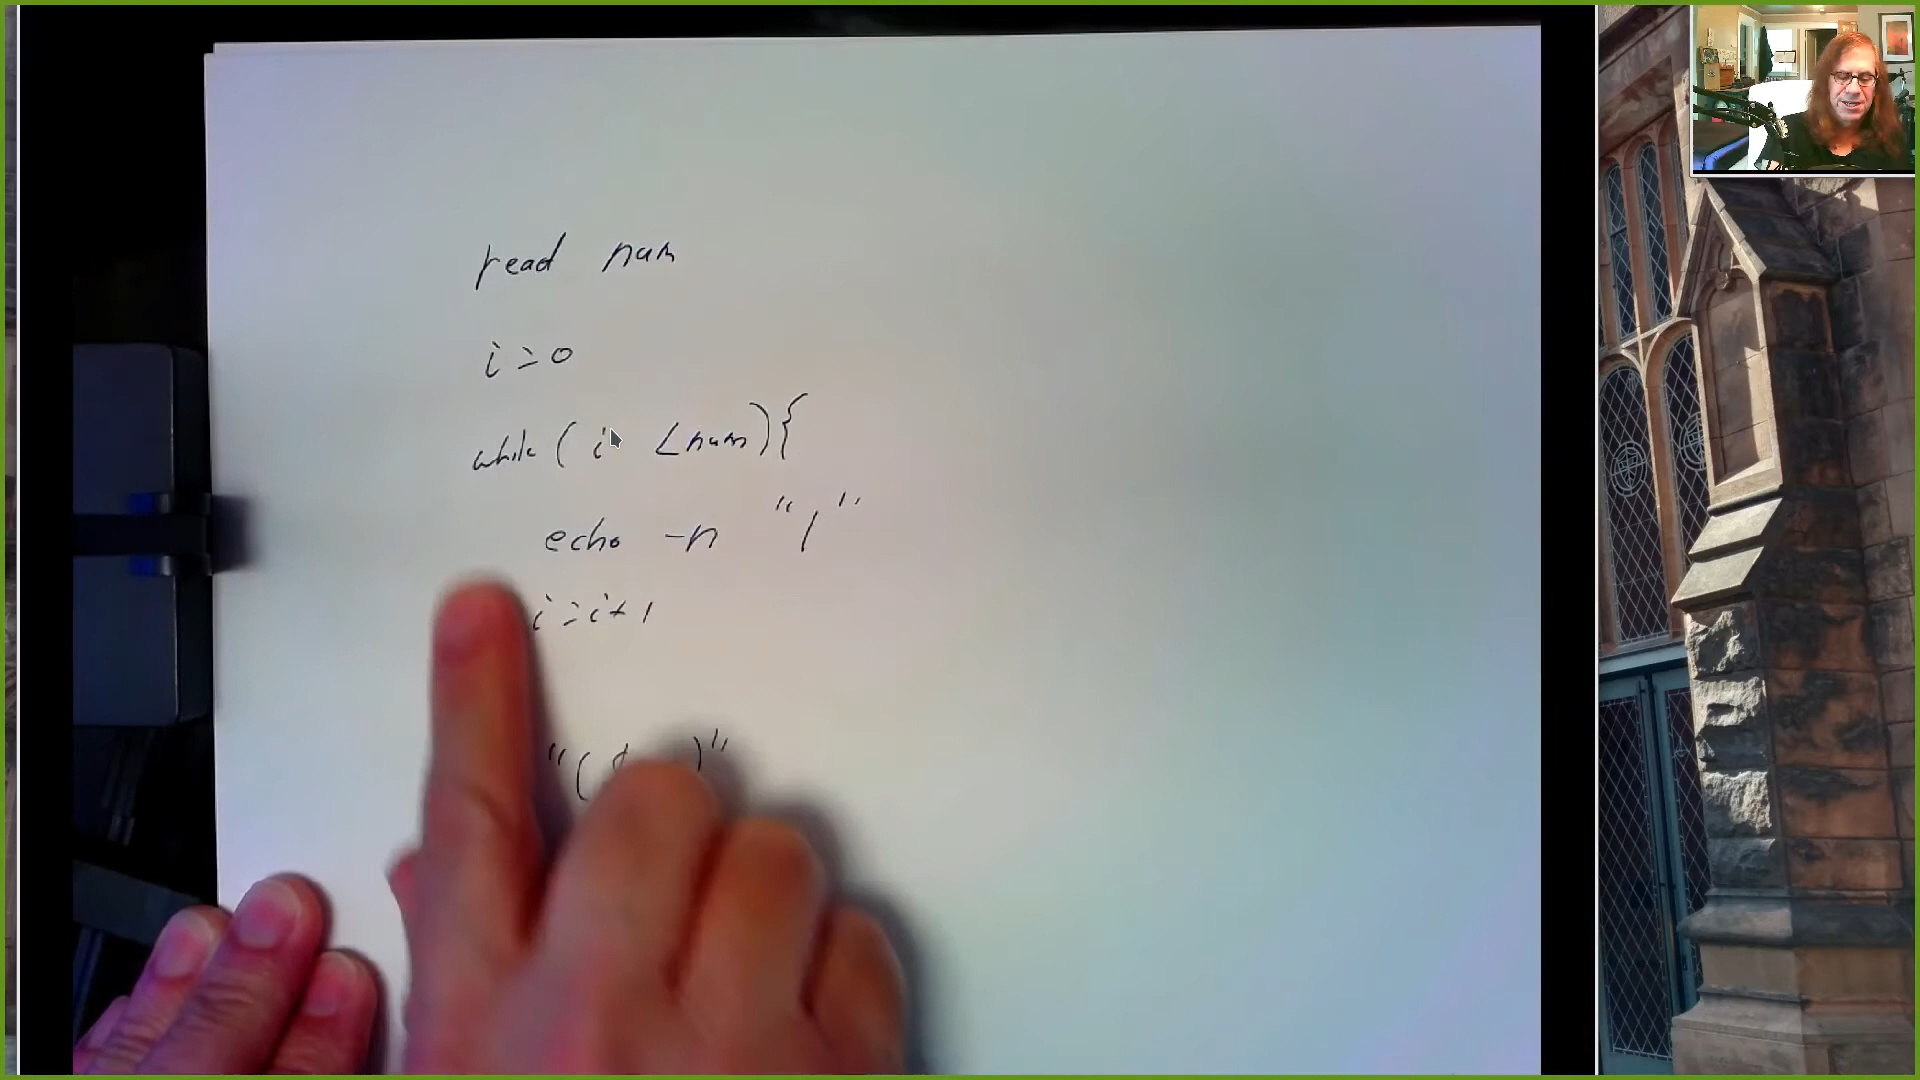 read num
i=0
while ( i <num){
echo -n "/"
i=i+1
"( )"